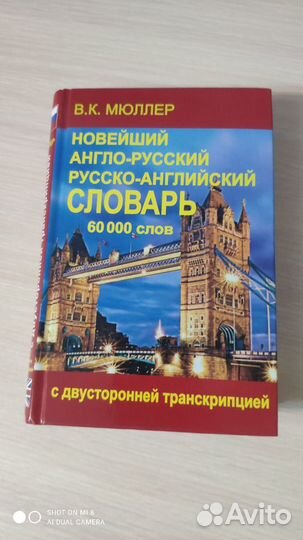 В.К. МЮЛЛЕР
НОВЕЙШИЙ
АНГЛО-РУССКИЙ
РУССКО-АНГЛИЙСКИЙ
СЛОВАРЬ
60 000 слов
с двусторонней транскрипцией
SHOT ON MI 8
AI DUAL CAMERA
Avito